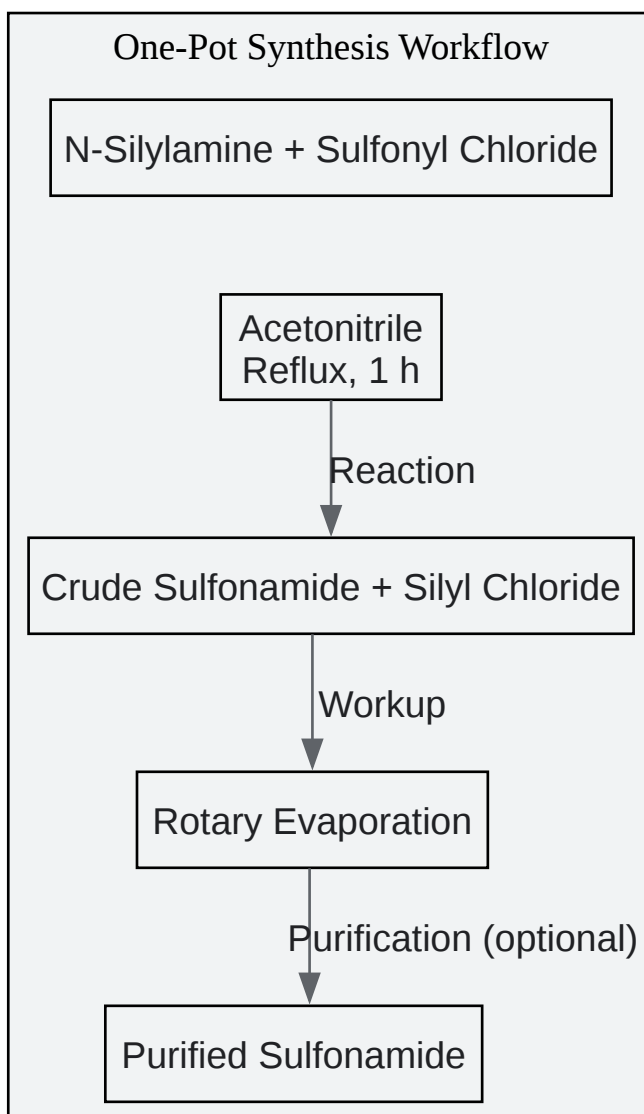 One-Pot Synthesis Workflow
N-Silylamine + Sulfonyl Chloride
Acetonitrile
Reflux, 1 h
Reaction
Crude Sulfonamide + Silyl Chloride
Workup
Rotary Evaporation
Purification (optional)
Purified Sulfonamide